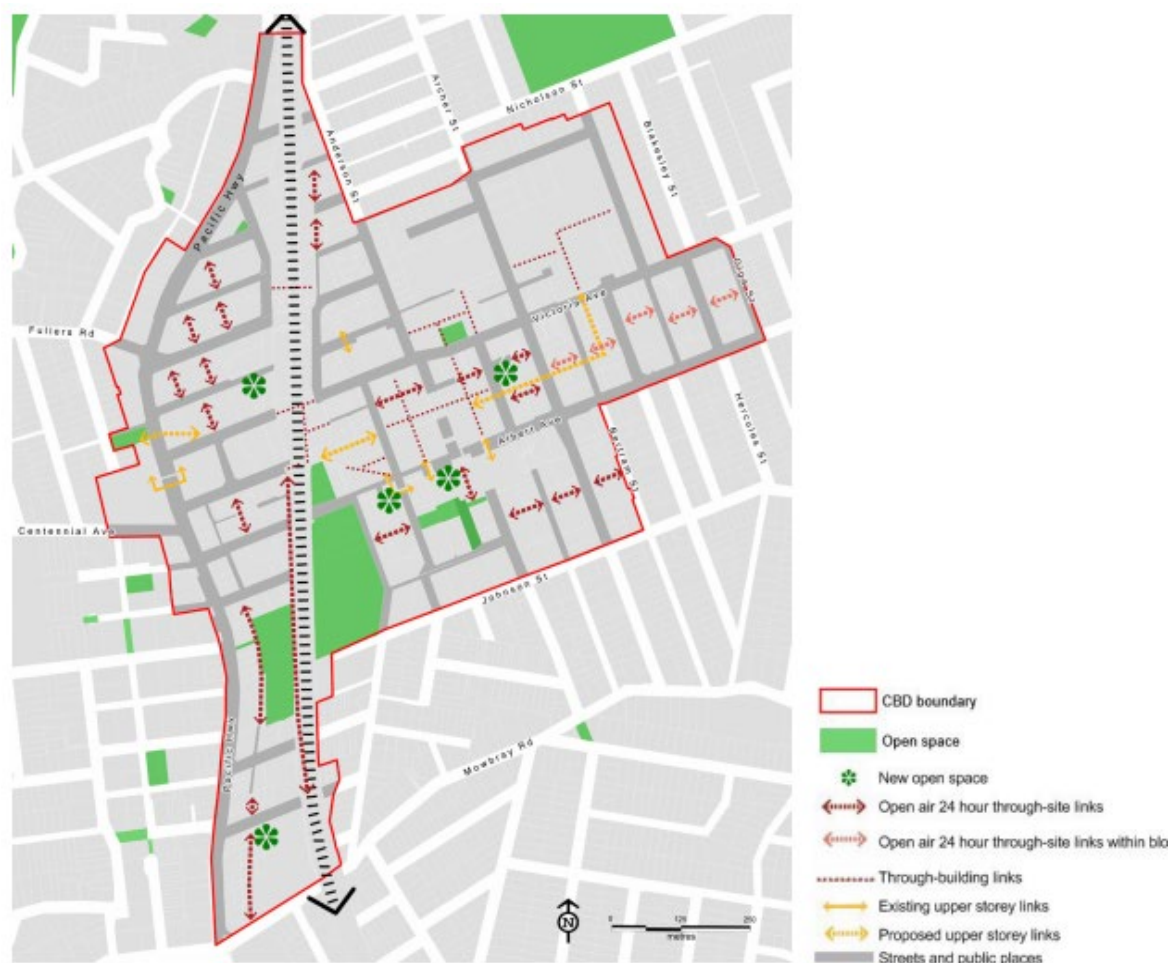 Nicholson St
Archer St
Blakesley St
Anderson St
Pacific Hwy
Victoria Ave
Fullers Rd
Albert Ave
Hercules St
Centennial Ave
Johnson St
Pacific Hwy
Mowbray Rd
CBD boundary
Open space
New open space
Open air 24 hour through-site links
Open air 24 hour through-site links within blo
Through-building links
Existing upper storey links
Proposed upper storey links
Streets and public places
N
0 125 250
metres